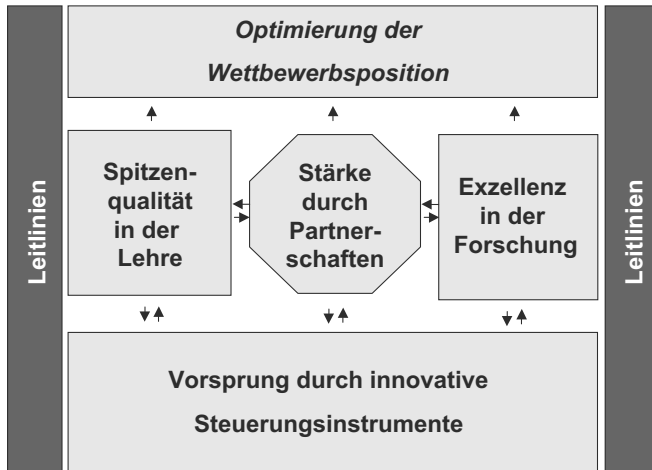 Optimierung der
Wettbewerbsposition
Leitlinien
Spitzen-
qualität
in der
Lehre
Stärke
durch
Partner-
schaften
Exzellenz
in der
Forschung
Leitlinien
Vorsprung durch innovative
Steuerungsinstrumente